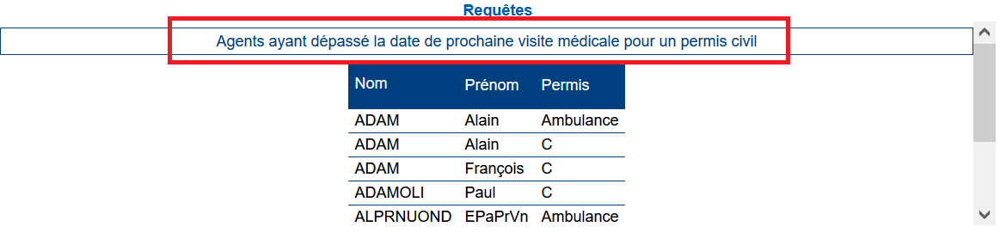 Requêtes
Agents ayant dépassé la date de prochaine visite médicale pour un permis civil
Nom Prénom Permis
ADAM Alain Ambulance
ADAM Alain C
ADAM François C
ADAMOLI Paul C
ALPRNUOND EPaPrVn Ambulance